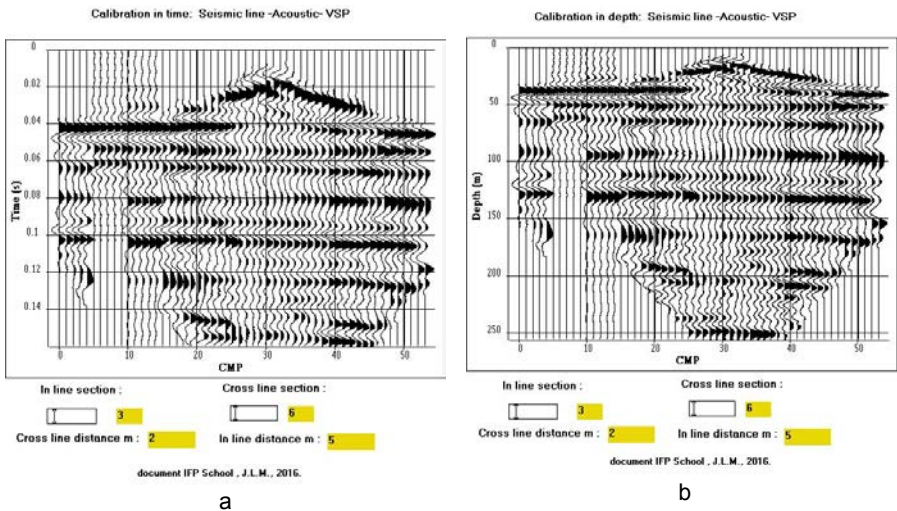 Calibration in time: Seismic line -Acoustic- VSP
0
0.02
0.04
0.06
0.08
0.1
0.12
0.14
Time (s)
0 10 20 30 40 50
CMP
In line section :
3
Cross line section :
6
Cross line distance m : 2
In line distance m : 5
document IFP School , J.L.M., 2016.
a
Calibration in depth: Seismic line -Acoustic- VSP
0
50
100
150
200
250
Depth (m)
0 10 20 30 40 50
CMP
In line section :
3
Cross line section :
6
Cross line distance m : 2
In line distance m : 5
document IFP School , J.L.M., 2016.
b